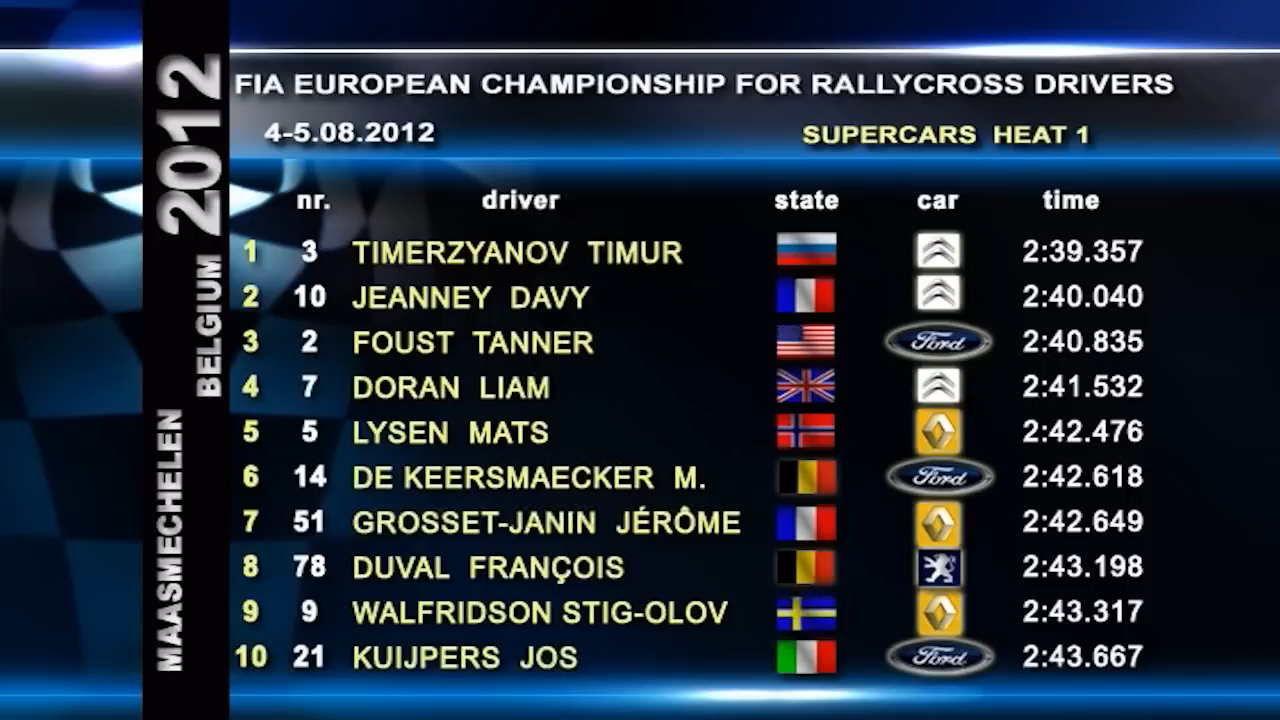 FIA EUROPEAN CHAMPIONSHIP FOR RALLYCROSS DRIVERS
4-5.08.2012 SUPERCARS HEAT 1
MAASMECHELEN BELGIUM 2012
nr. driver state car time
1 3 TIMERZYANOV TIMUR 2:39.357
2 10 JEANNEY DAVY 2:40.040
3 2 FOUST TANNER Ford 2:40.835
4 7 DORAN LIAM 2:41.532
5 5 LYSEN MATS 2:42.476
6 14 DE KEERSMAECKER M. Ford 2:42.618
7 51 GROSSET-JANIN JÉRÔME 2:42.649
8 78 DUVAL FRANÇOIS 2:43.198
9 9 WALFRIDSON STIG-OLOV 2:43.317
10 21 KUIJPERS JOS Ford 2:43.667